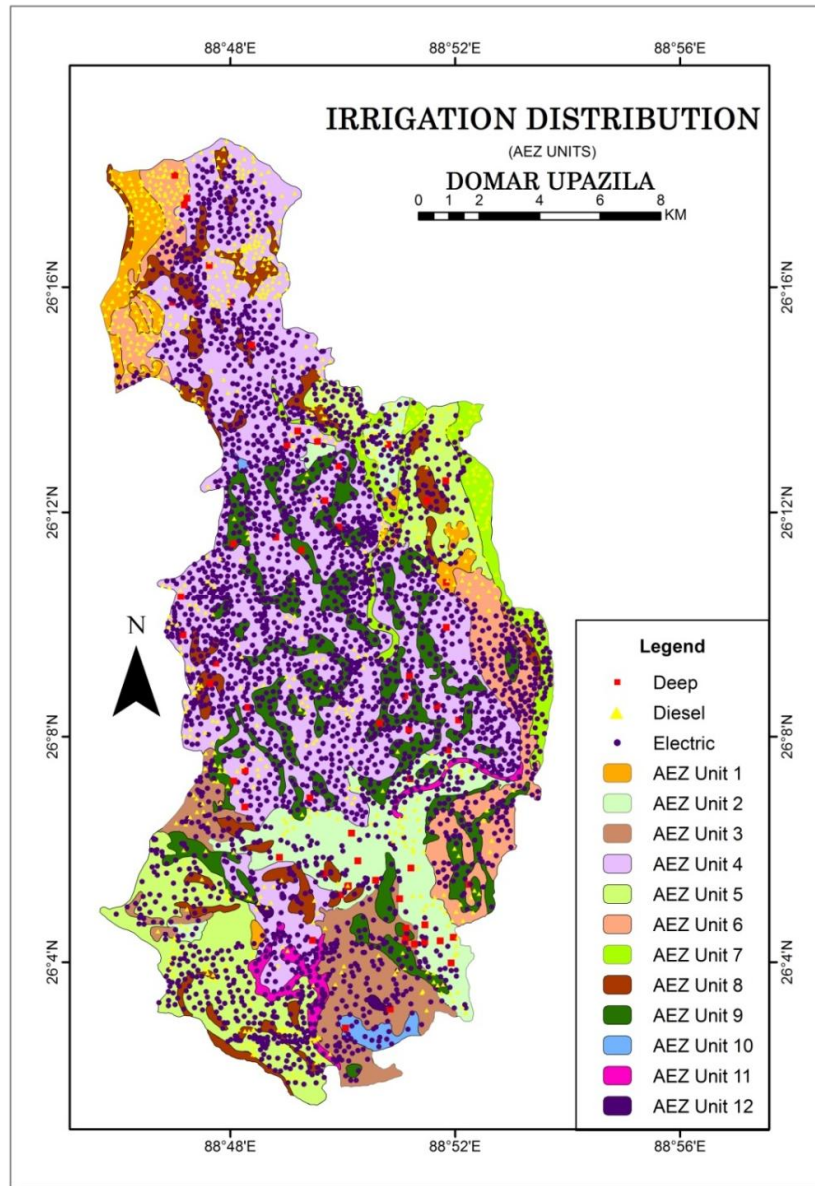 88°48'E 88°52'E 88°56'E
IRRIGATION DISTRIBUTION
(AEZ UNITS)
DOMAR UPAZILA
0 1 2 4 6 8
KM
26°16'N 26°16'N
26°12'N 26°12'N
N
Legend
Deep
Diesel
Electric
26°8'N 26°8'N
AEZ Unit 1
AEZ Unit 2
AEZ Unit 3
AEZ Unit 4
AEZ Unit 5
AEZ Unit 6
AEZ Unit 7
AEZ Unit 8
26°4'N 26°4'N
AEZ Unit 9
AEZ Unit 10
AEZ Unit 11
AEZ Unit 12
88°48'E 88°52'E 88°56'E